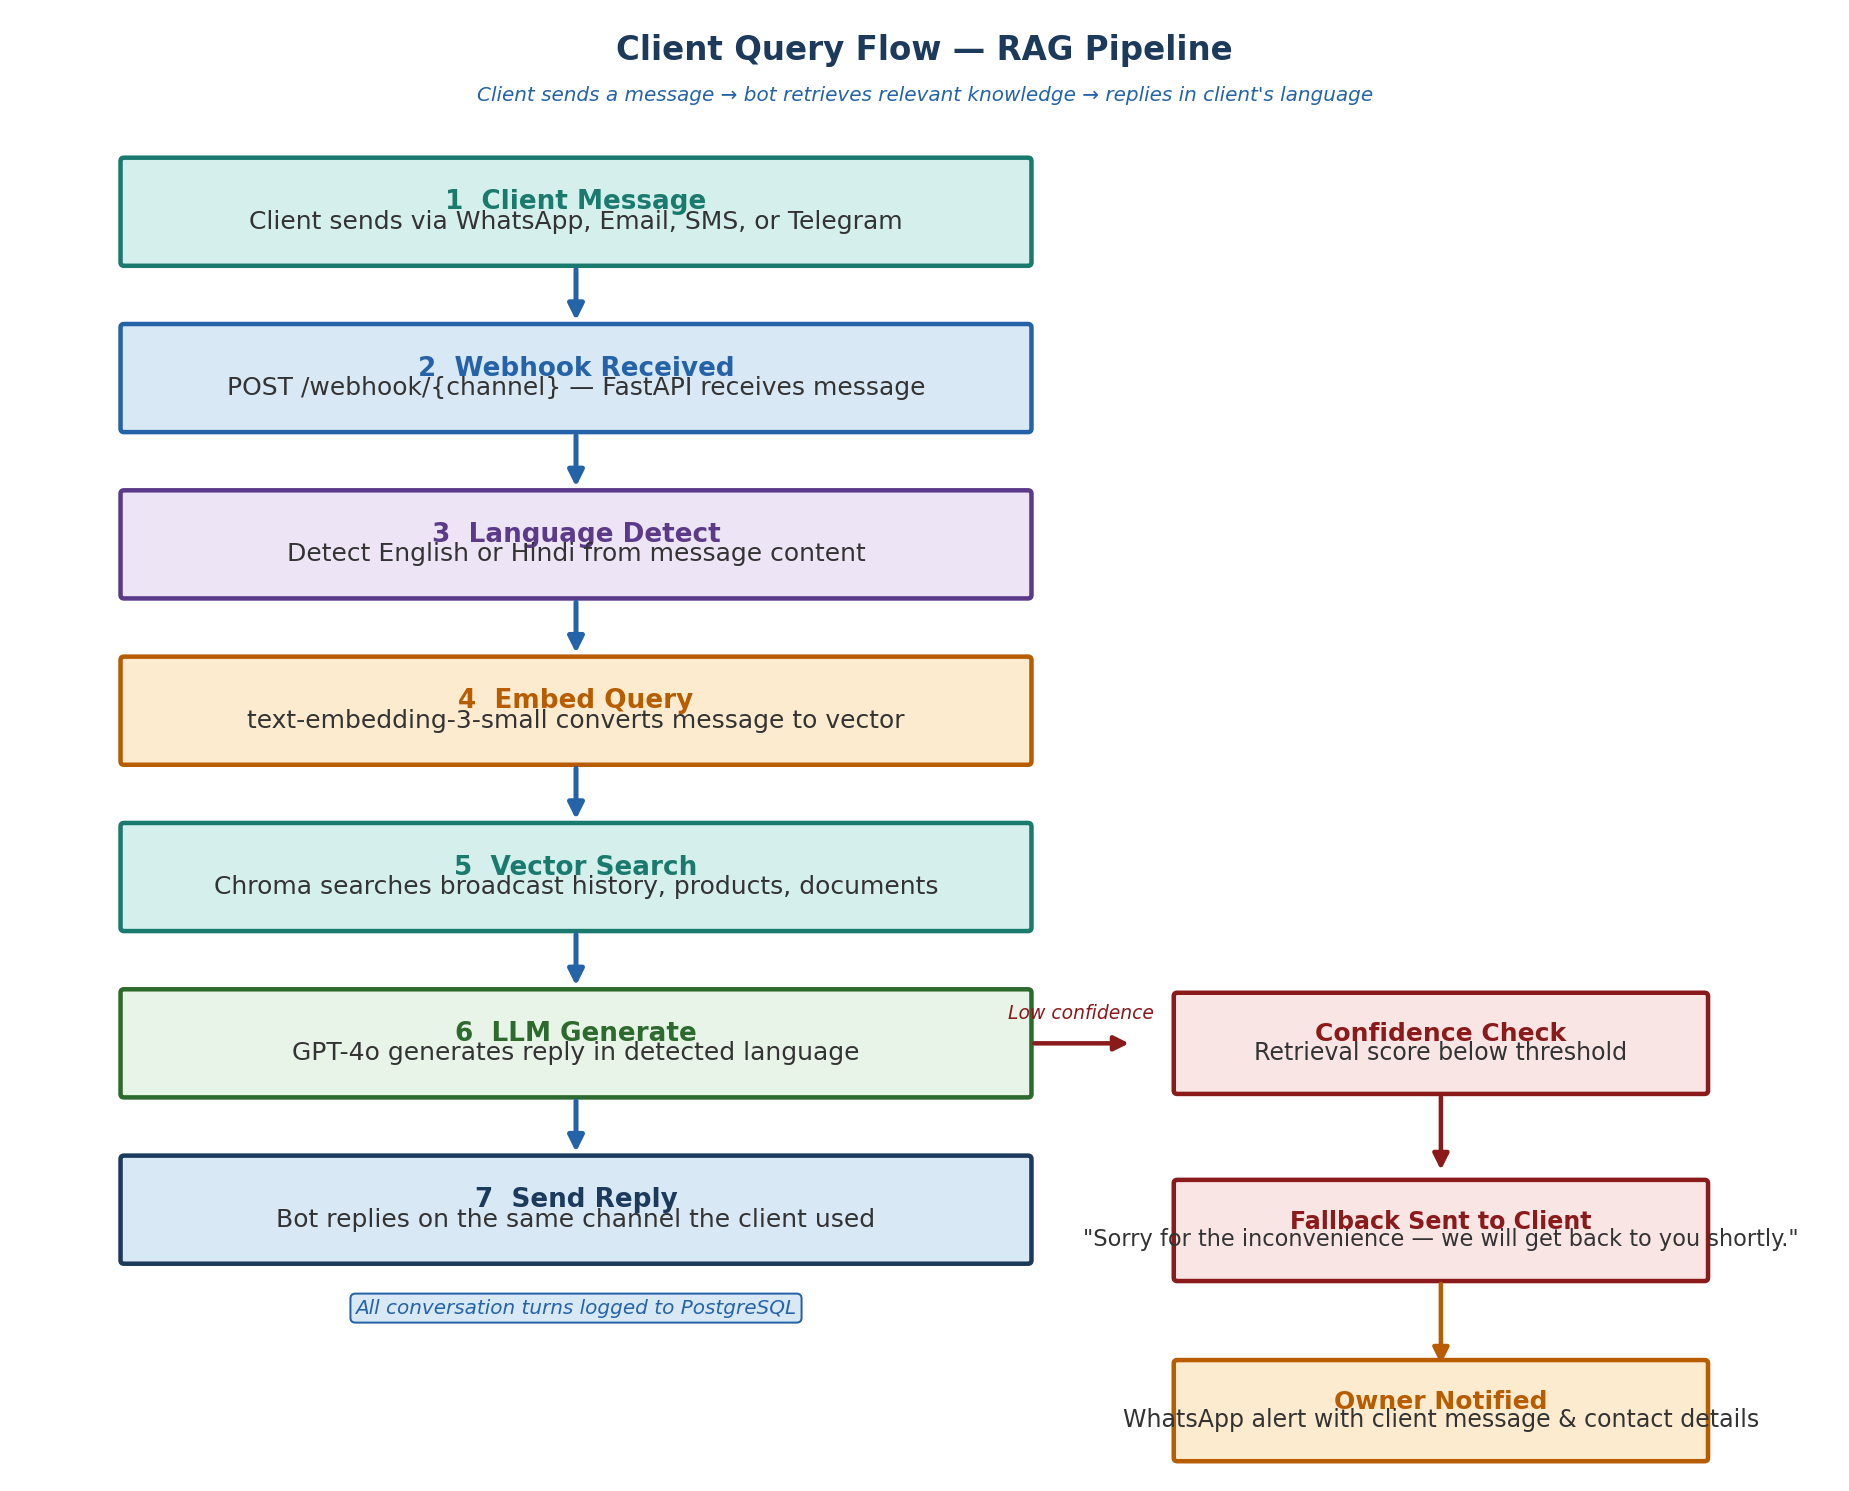 Client Query Flow — RAG Pipeline
Client sends a message → bot retrieves relevant knowledge → replies in client's language
1 Client Message
Client sends via WhatsApp, Email, SMS, or Telegram
2 Webhook Received
POST /webhook/{channel} — FastAPI receives message
3 Language Detect
Detect English or Hindi from message content
4 Embed Query
text-embedding-3-small converts message to vector
5 Vector Search
Chroma searches broadcast history, products, documents
6 LLM Generate
GPT-4o generates reply in detected language
Low confidence
Confidence Check
Retrieval score below threshold
7 Send Reply
Bot replies on the same channel the client used
Fallback Sent to Client
"Sorry for the inconvenience — we will get back to you shortly."
All conversation turns logged to PostgreSQL
Owner Notified
WhatsApp alert with client message & contact details